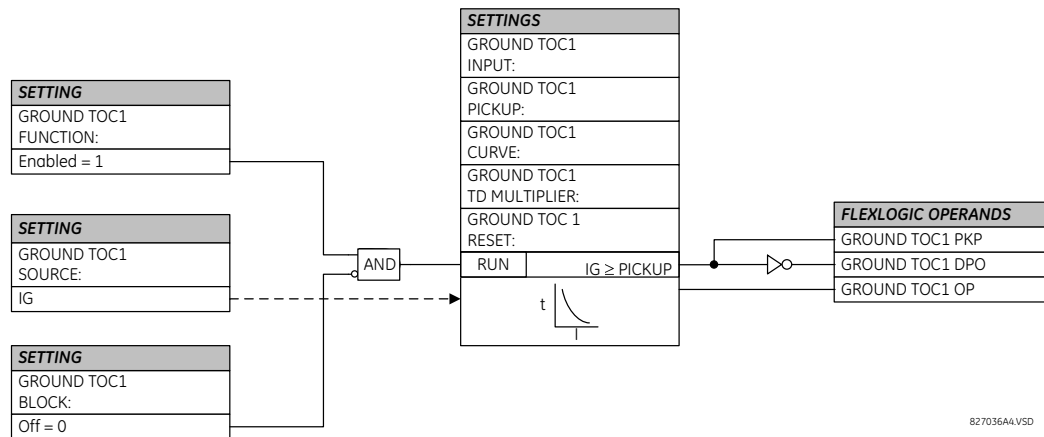 SETTING
GROUND TOC1
FUNCTION:
Enabled = 1
SETTING
GROUND TOC1
SOURCE:
IG
SETTING
GROUND TOC1
BLOCK:
Off = 0
AND
SETTINGS
GROUND TOC1
INPUT:
GROUND TOC1
PICKUP:
GROUND TOC1
CURVE:
GROUND TOC1
TD MULTIPLIER:
GROUND TOC 1
RESET:
RUN
IG ≥ PICKUP
t
I
FLEXLOGIC OPERANDS
GROUND TOC1 PKP
GROUND TOC1 DPO
GROUND TOC1 OP
827036A4.VSD